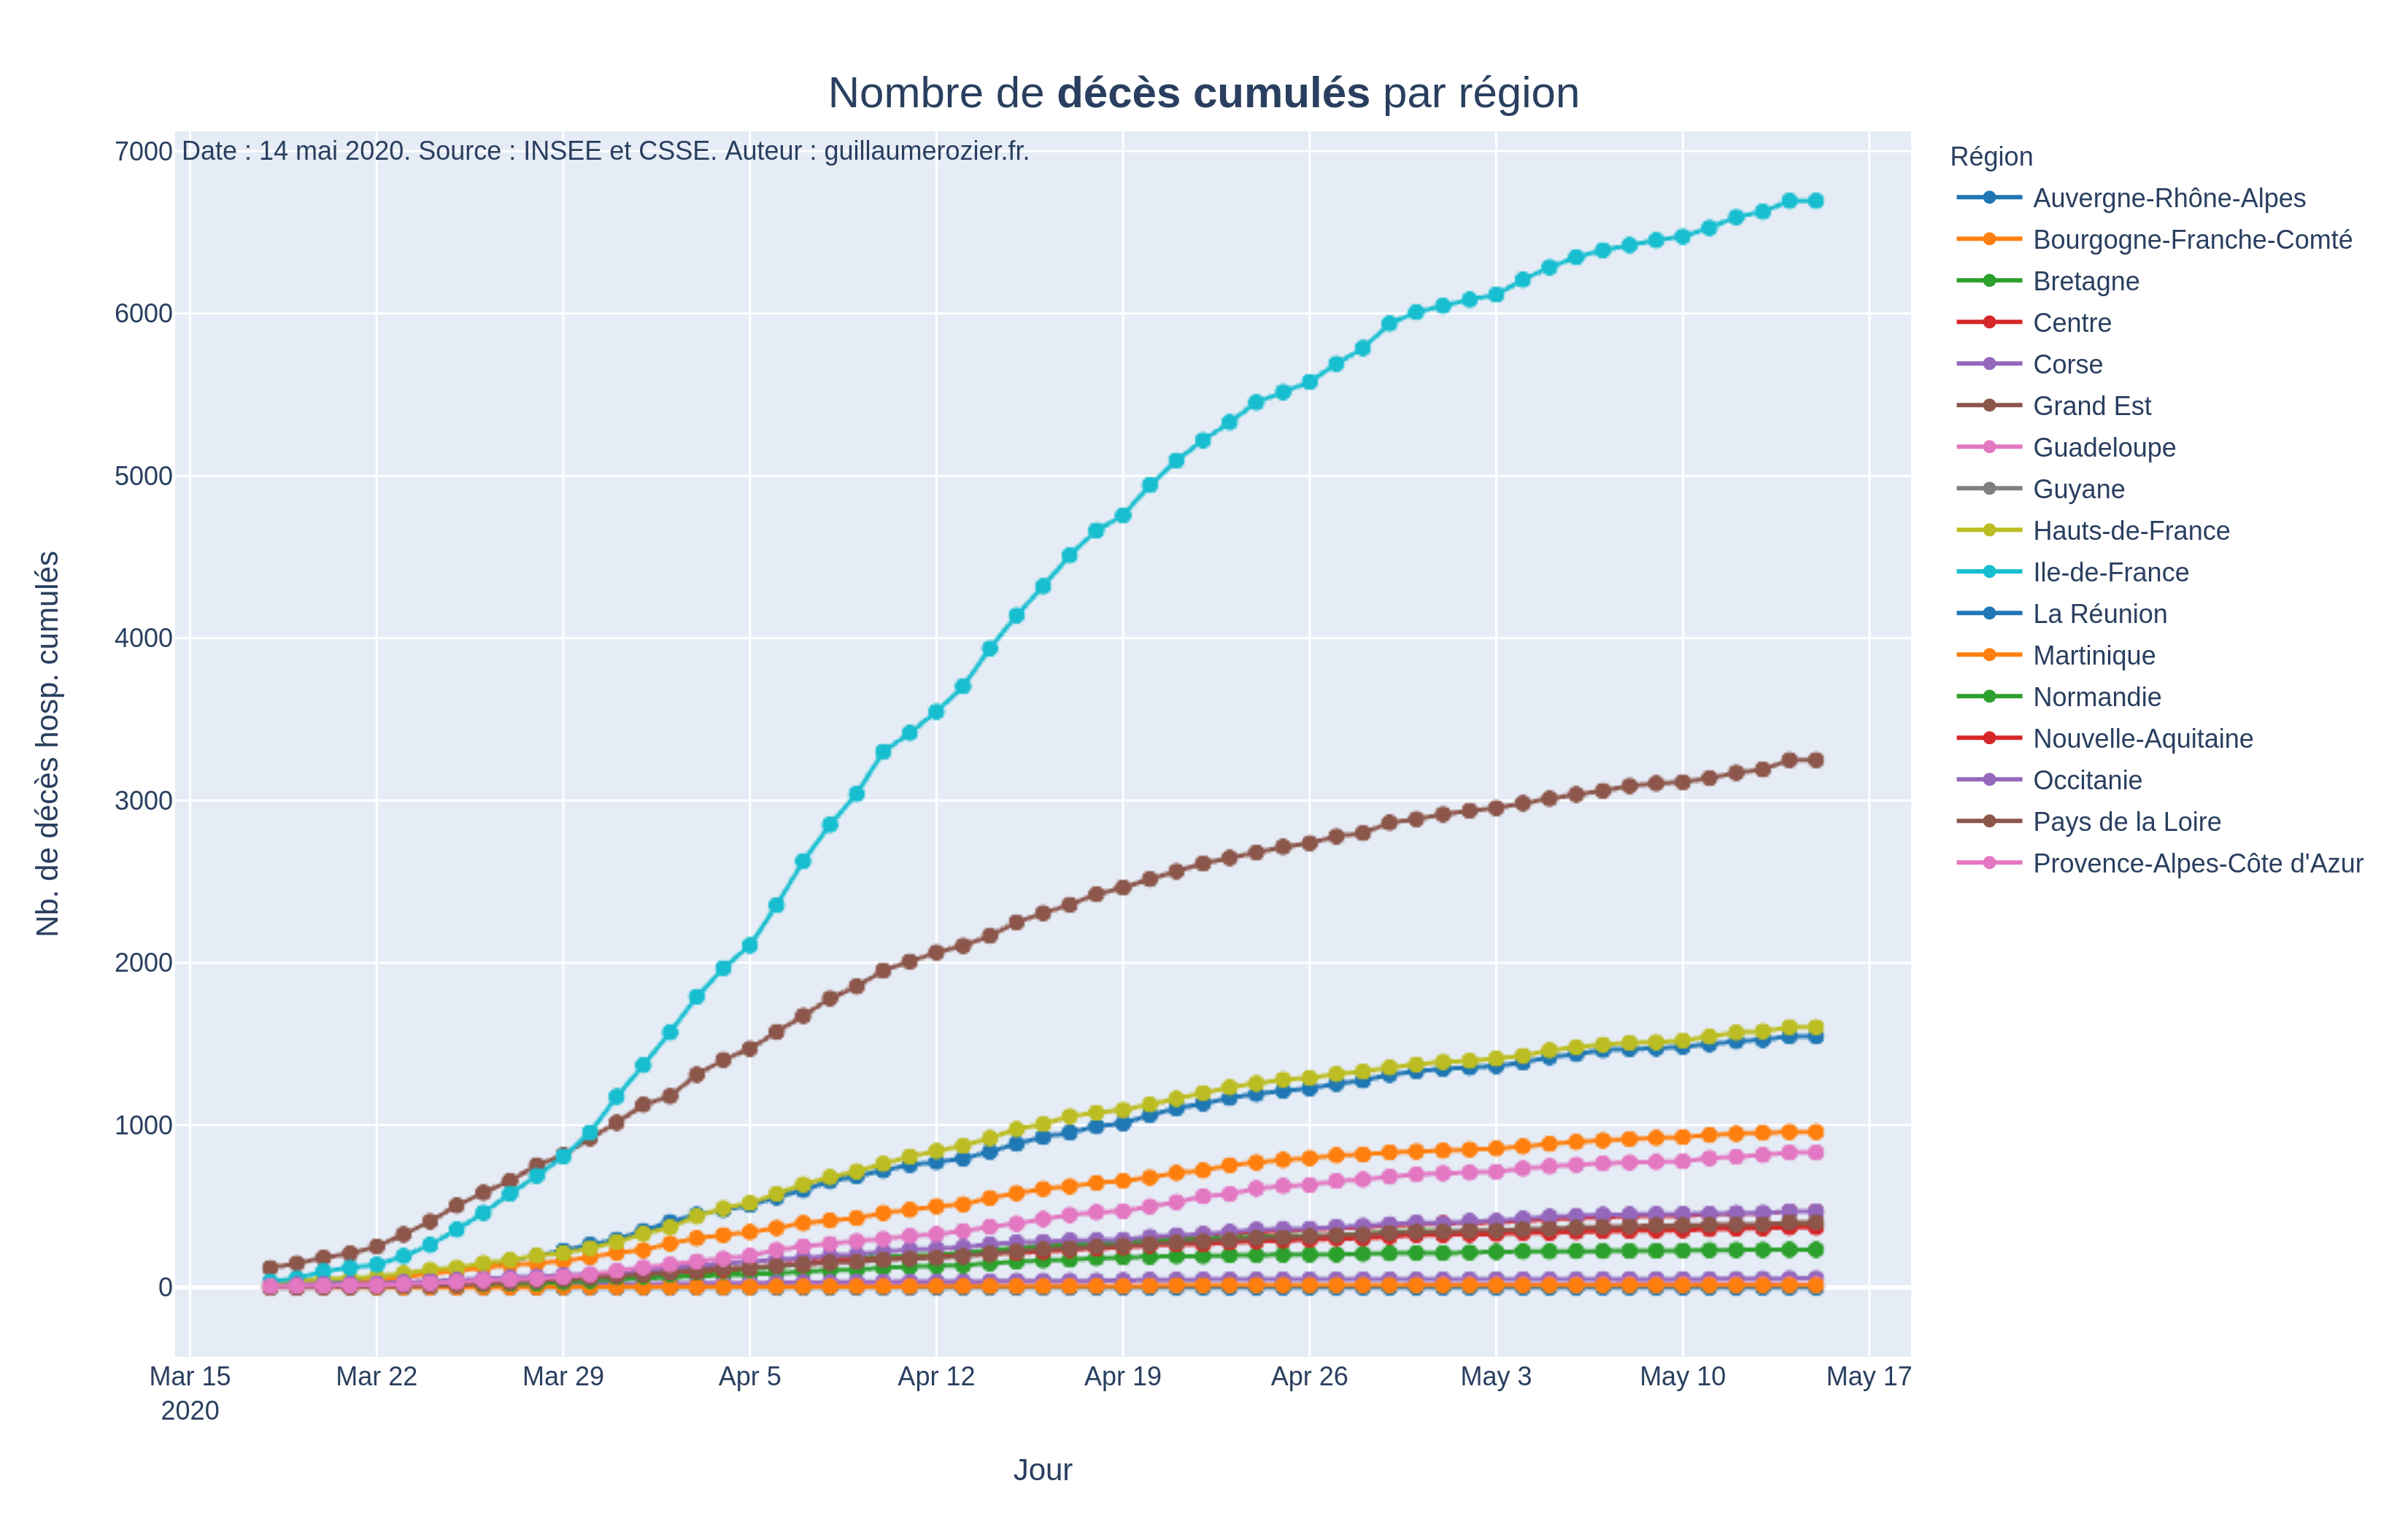 Nombre de décès cumulés par région
Date : 14 mai 2020. Source : INSEE et CSSE. Auteur : guillaumerozier.fr.
Nb. de décès hosp. cumulés
7000
6000
5000
4000
3000
2000
1000
0
Mar 15 Mar 22 Mar 29 Apr 5 Apr 12 Apr 19 Apr 26 May 3 May 10 May 17
2020
Jour
Région
Auvergne-Rhône-Alpes
Bourgogne-Franche-Comté
Bretagne
Centre
Corse
Grand Est
Guadeloupe
Guyane
Hauts-de-France
Ile-de-France
La Réunion
Martinique
Normandie
Nouvelle-Aquitaine
Occitanie
Pays de la Loire
Provence-Alpes-Côte d'Azur